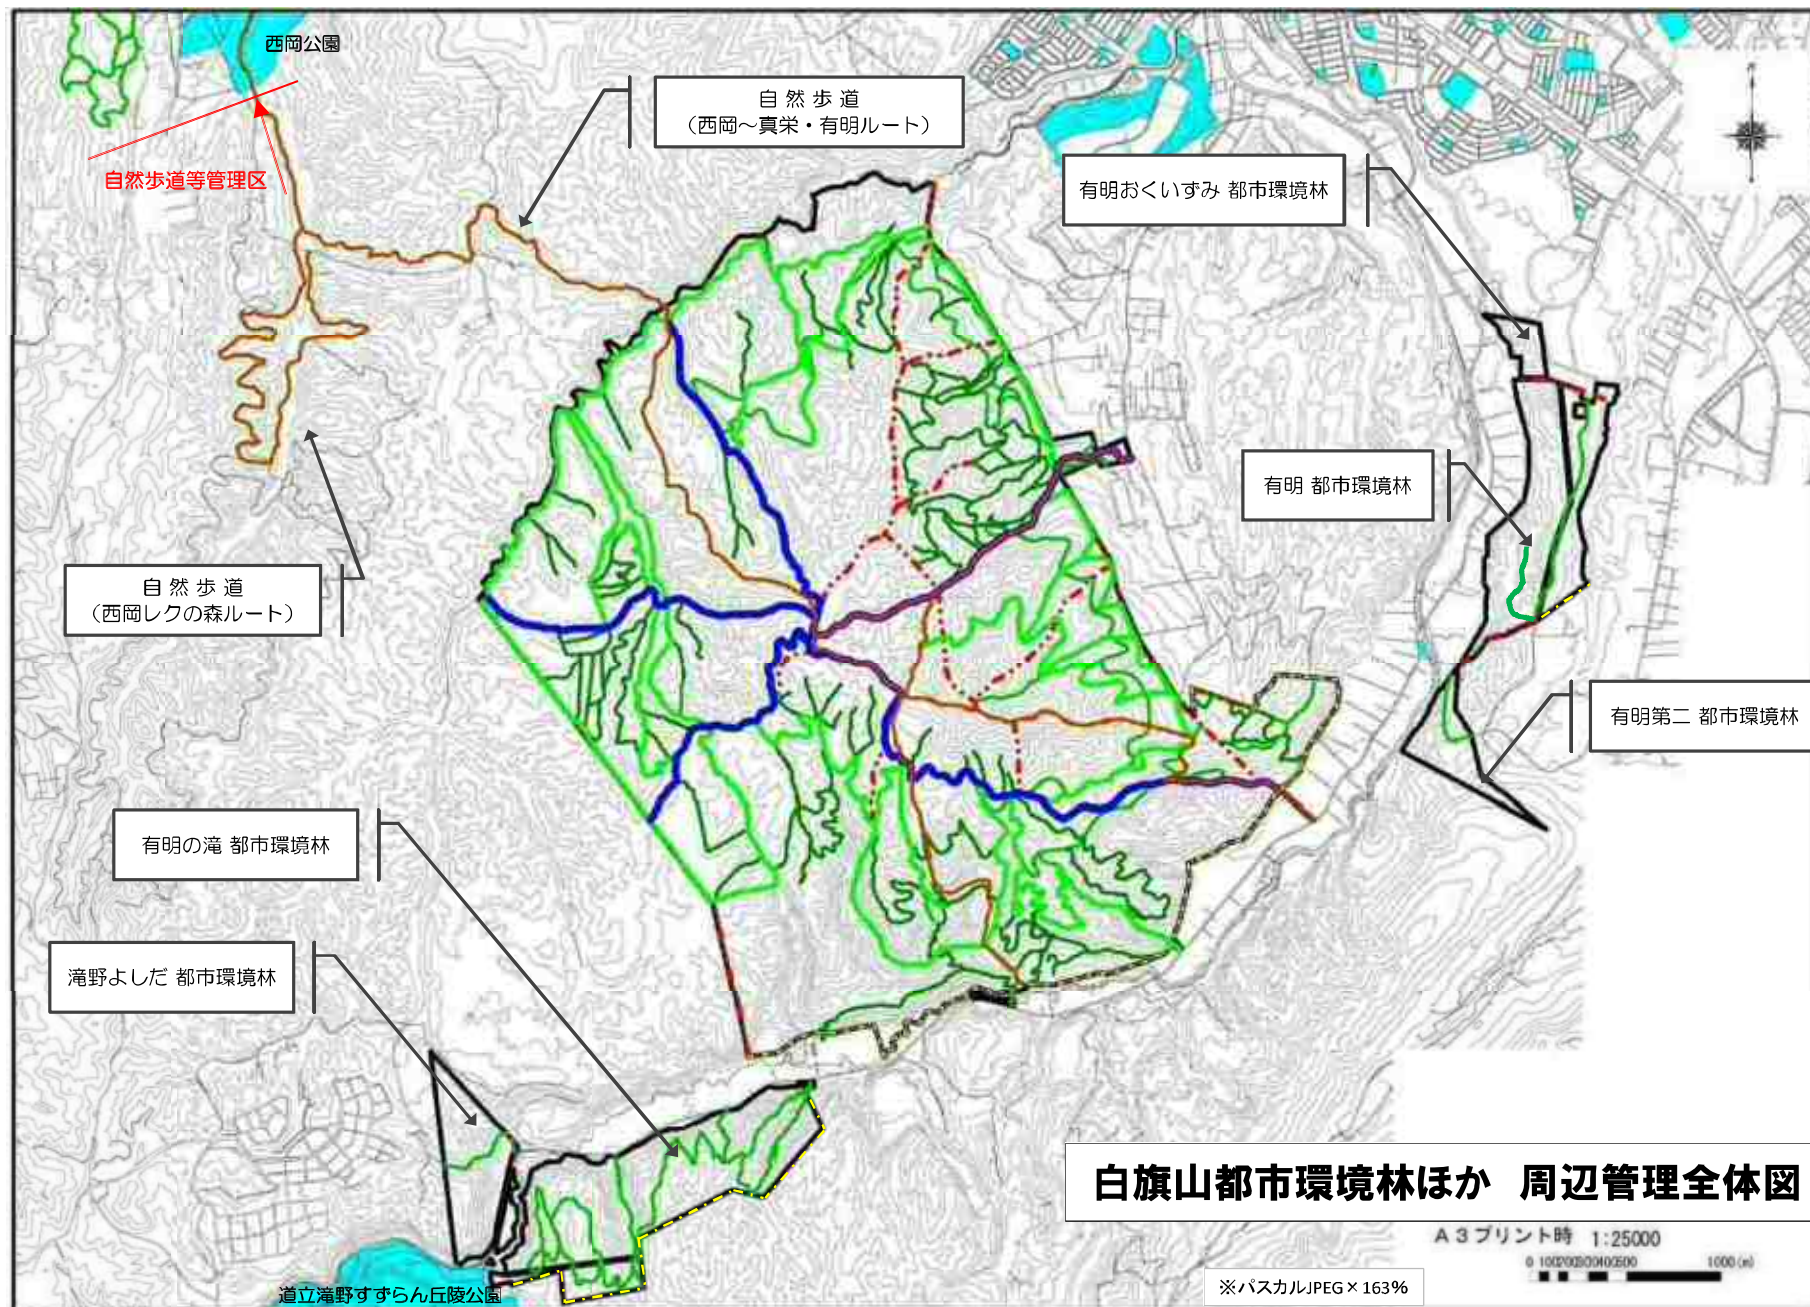 西岡公園
自然歩道
（西岡～真栄・有明ルート）
自然歩道等管理区
有明おくいずみ 都市環境林
有明 都市環境林
自然歩道
（西岡レクの森ルート）
有明第二 都市環境林
有明の滝 都市環境林
滝野よしだ 都市環境林
白旗山都市環境林ほか 周辺管理全体図
A3プリント時 1:25000
0 100200300400500 1000(m)
道立滝野すずらん丘陵公園
※パスカルJPEG×163%